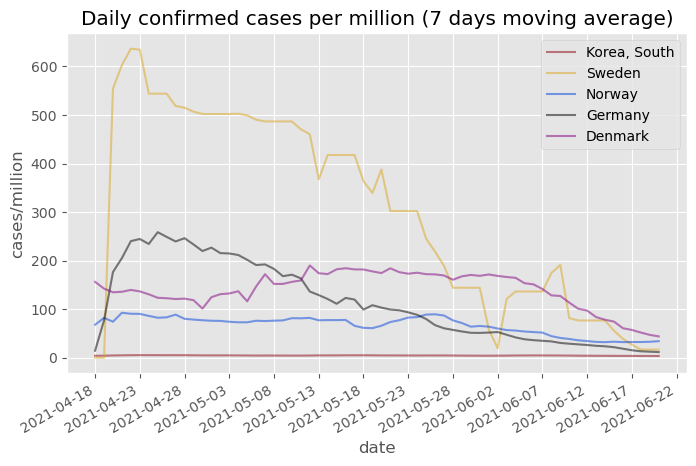 Daily confirmed cases per million (7 days moving average)
Korea, South
Sweden
Norway
Germany
Denmark
cases/million
600
500
400
300
200
100
0
2021-04-18
2021-04-23
2021-04-28
2021-05-03
2021-05-08
2021-05-13
2021-05-18
2021-05-23
2021-05-28
2021-06-02
2021-06-07
2021-06-12
2021-06-17
2021-06-22
date